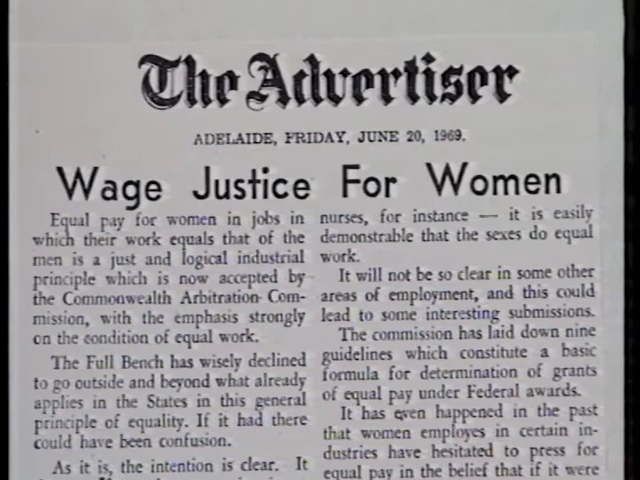 The Advertiser
ADELAIDE, FRIDAY, JUNE 20, 1969.
Wage Justice For Women
Equal pay for women in jobs in
which their work equals that of the
men is a just and logical industrial
principle which is now accepted by
the Commonwealth Arbitration Com-
mission, with the emphasis strongly
on the condition of equal work.
The Full Bench has wisely declined
to go outside and beyond what already
applies in the States in this general
principle of equality. If it had there
could have been confusion.
As it is, the intention is clear. It
nurses, for instance — it is easily
demonstrable that the sexes do equal
work.
It will not be so clear in some other
areas of employment, and this could
lead to some interesting submissions.
The commission has laid down nine
guidelines which constitute a basic
formula for determination of grants
of equal pay under Federal awards.
It has even happened in the past
that women employes in certain in-
dustries have hesitated to press for
equal pay in the belief that if it were